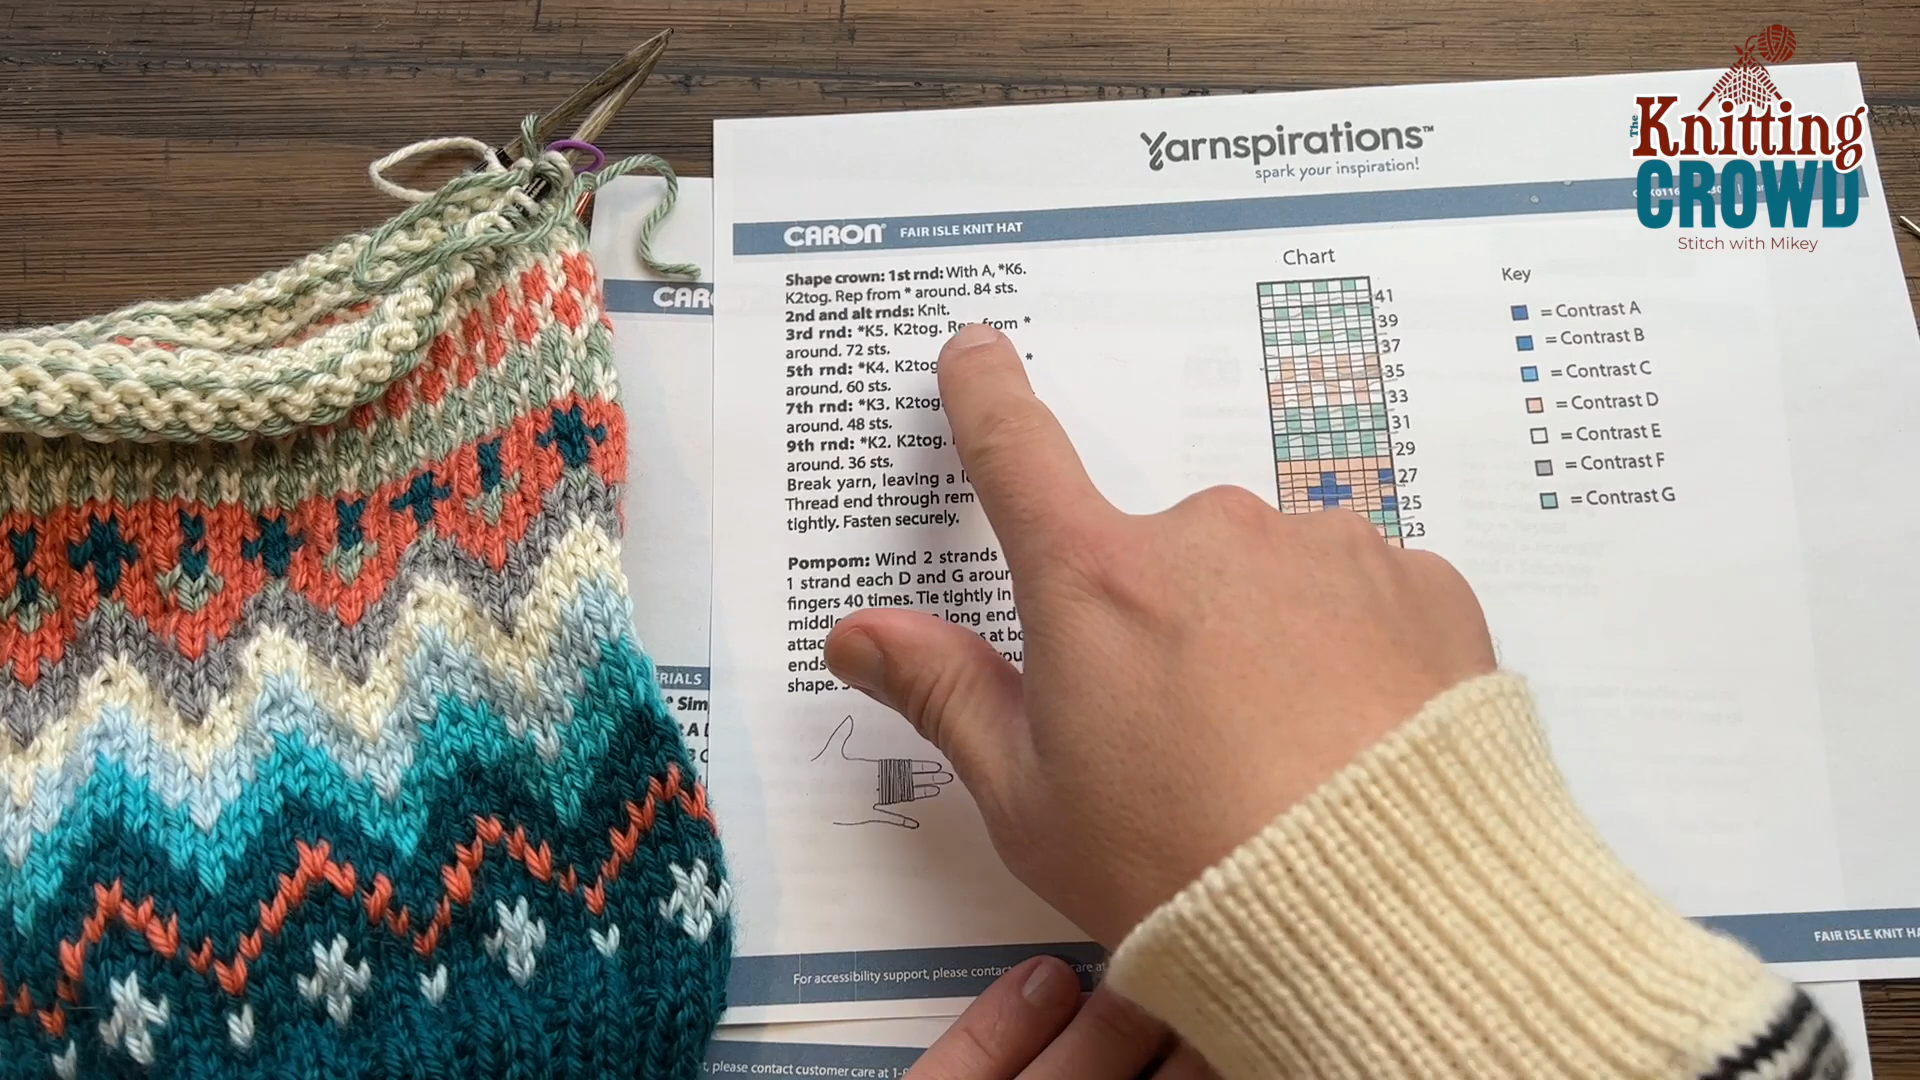 The
Knitting
CROWD
Stitch with Mikey
Yarnspirations™
spark your inspiration!
CARON® FAIR ISLE KNIT HAT
Shape crown: 1st rnd: With A, *K6.
K2tog. Rep from * around. 84 sts.
2nd and alt rnds: Knit.
3rd rnd: *K5. K2tog. Rep from *
around. 72 sts.
5th rnd: *K4. K2tog *
around. 60 sts.
7th rnd: *K3. K2tog.
around. 48 sts.
9th rnd: *K2. K2tog.
around. 36 sts.
Break yarn, leaving a
Thread end through rem
tightly. Fasten securely.
Pompom: Wind 2 strands
1 strand each D and G
fingers 40 times. Tie tightly in
long end
at
ends
shape.
Chart
41
39
37
35
33
31
29
27
25
23
Key
= Contrast A
= Contrast B
= Contrast C
= Contrast D
= Contrast E
= Contrast F
= Contrast G
FAIR ISLE KNIT
For accessibility support, please contact care at
CAR
RIALS
Sim
A
C
, please contact customer care at 1-